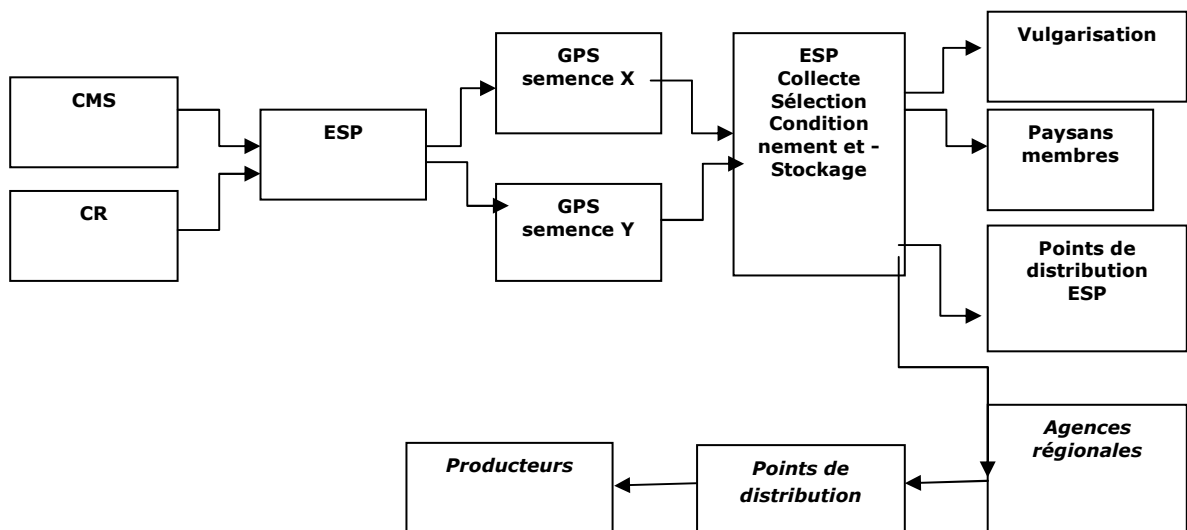 CMS
CR
ESP
GPS
semence X
GPS
semence Y
ESP
Collecte
Sélection
Condition
nement et -
Stockage
Vulgarisation
Paysans
membres
Points de
distribution
ESP
Agences
régionales
Points de
distribution
Producteurs